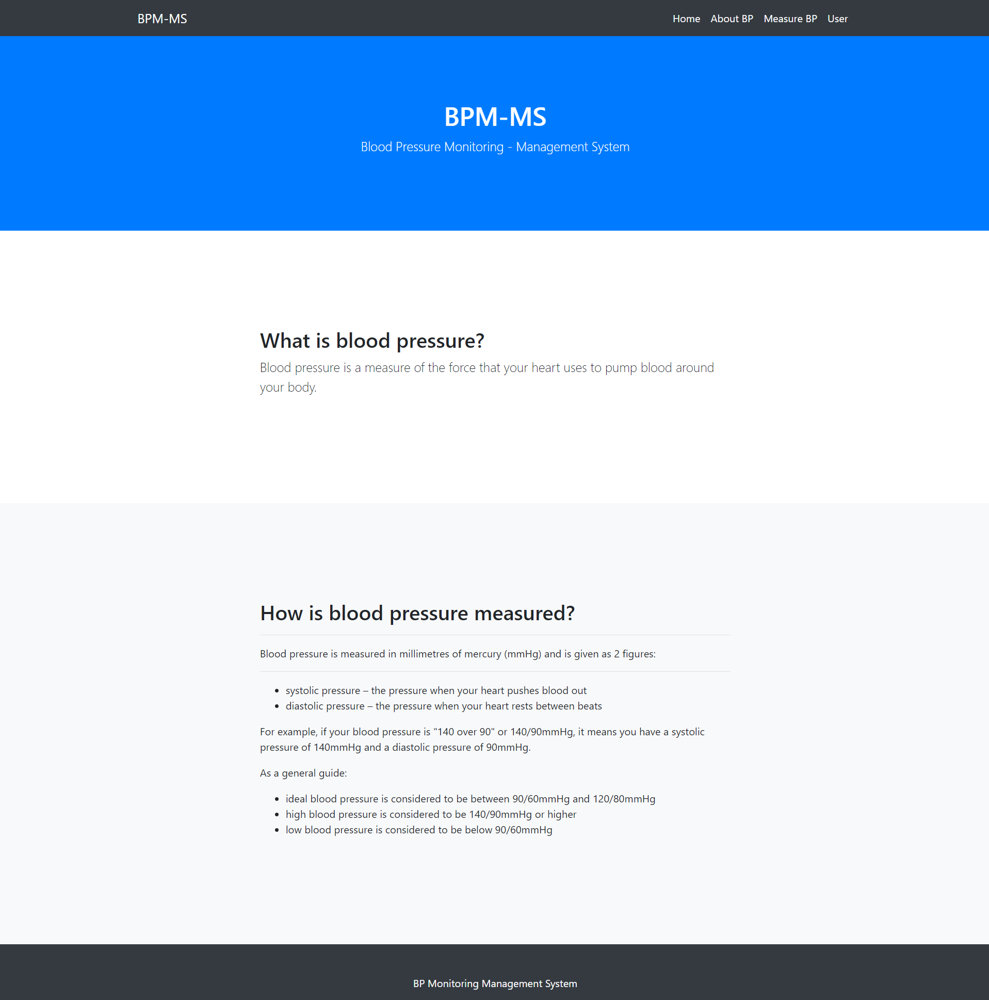 BPM-MS
Home About BP Measure BP User
BPM-MS
Blood Pressure Monitoring - Management System
What is blood pressure?
Blood pressure is a measure of the force that your heart uses to pump blood around
your body.
How is blood pressure measured?
Blood pressure is measured in millimetres of mercury (mmHg) and is given as 2 figures:
• systolic pressure – the pressure when your heart pushes blood out
• diastolic pressure – the pressure when your heart rests between beats
For example, if your blood pressure is "140 over 90" or 140/90mmHg, it means you have a systolic
pressure of 140mmHg and a diastolic pressure of 90mmHg.
As a general guide:
• ideal blood pressure is considered to be between 90/60mmHg and 120/80mmHg
• high blood pressure is considered to be 140/90mmHg or higher
• low blood pressure is considered to be below 90/60mmHg
BP Monitoring Management System